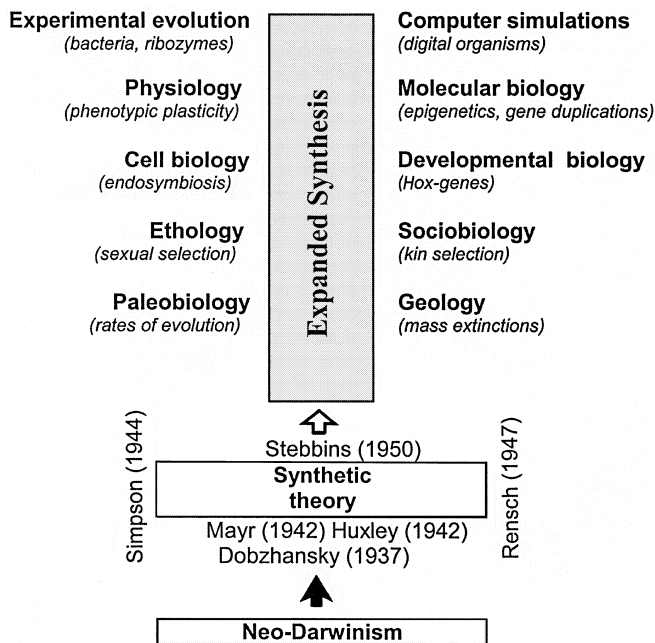 Experimental evolution
(bacteria, ribozymes)
Physiology
(phenotypic plasticity)
Cell biology
(endosymbiosis)
Ethology
(sexual selection)
Paleobiology
(rates of evolution)
Expanded Synthesis
Computer simulations
(digital organisms)
Molecular biology
(epigenetics, gene duplications)
Developmental biology
(Hox-genes)
Sociobiology
(kin selection)
Geology
(mass extinctions)
Simpson (1944)
Stebbins (1950)
Synthetic
theory
Mayr (1942) Huxley (1942)
Dobzhansky (1937)
Rensch (1947)
Neo-Darwinism